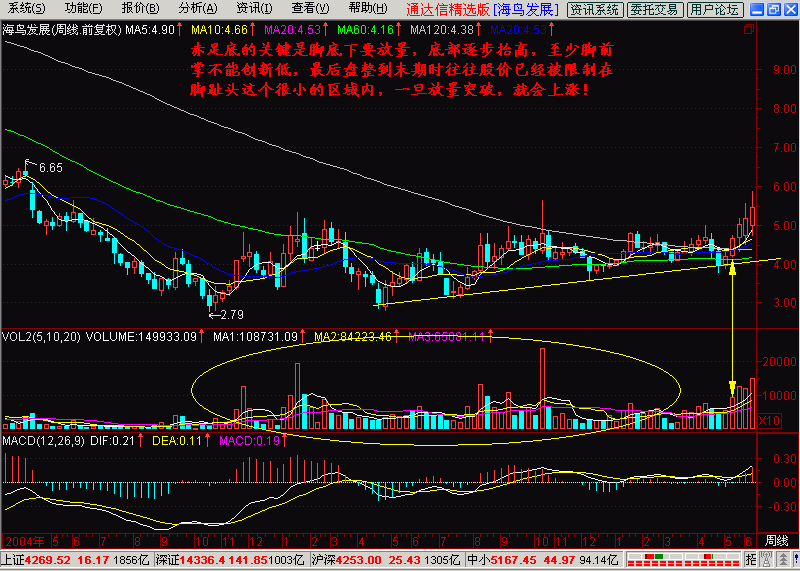 系统(S) 功能(F) 报价(B) 分析(A) 资讯(I) 查看(V) 帮助(H) 通达信精选版 [海鸟发展] 资讯系统 委托交易 用户论坛
海鸟发展(周线.前复权) MA5:4.90↑ MA10:4.66↑ MA20:4.53↑ MA60:4.16↑ MA120:4.38↑ MA20:4.53↑
赤足底的关键是脚底下要放量，底部逐步抬高，至少脚前
掌不能创新低，最后盘整到末期时往往股价已经被限制在
脚趾头这个很小的区域内，一旦放量突破，就会上涨！
9.00
8.00
7.00
6.65
6.00
5.00
4.00
3.00
←2.79
VOL2(5,10,20) VOLUME:149933.09↑ MA1:108731.09↑ MA2:84223.46↑ MA3:65081.11↑
20000
10000
X10
MACD(12,26,9) DIF:0.21↑ DEA:0.11↑ MACD:0.19↑
0.30
0.00
-0.30
2004年 5 6 7 8 9 10 11 12 1 2 3 4 5 6 7 8 9 10 11 12 1 2 3 4 5 6 周线
上证4269.52 16.17 1856亿 深证14336.4 141.85 1003亿 沪深4253.00 25.43 1305亿 中小5167.45 44.97 94.14亿 招